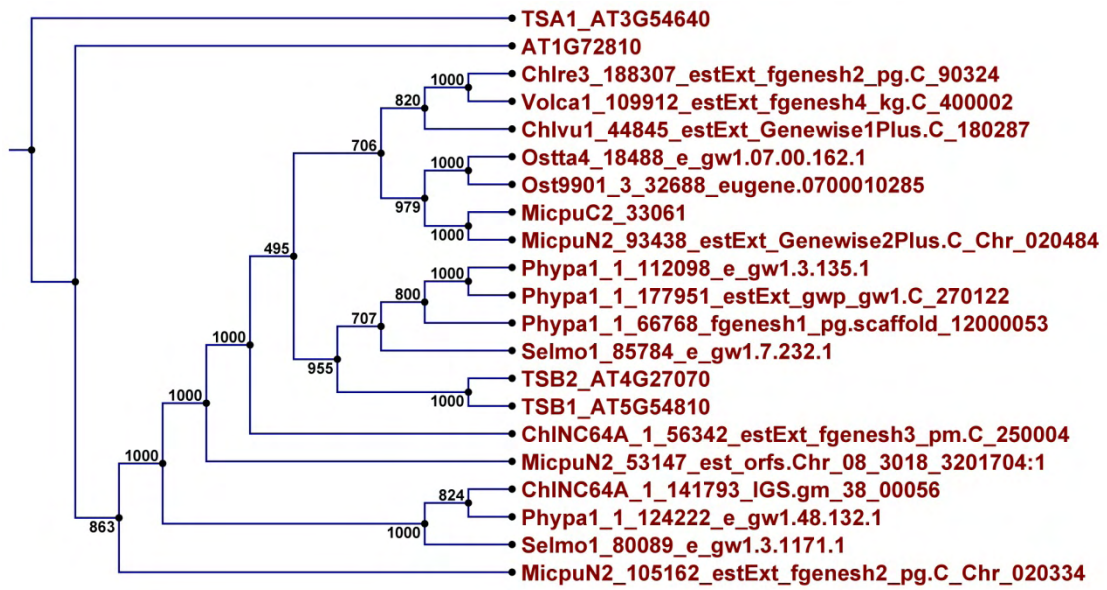 TSA1_AT3G54640
AT1G72810
1000
Chlre3_188307_estExt_fgenesh2_pg.C_90324
820
Volca1_109912_estExt_fgenesh4_kg.C_400002
Chlvu1_44845_estExt_Genewise1Plus.C_180287
706
1000
Ostta4_18488_e_gw1.07.00.162.1
Ost9901_3_32688_eugene.0700010285
979
MicpuC2_33061
1000
MicpuN2_93438_estExt_Genewise2Plus.C_Chr_020484
495
1000
Phypa1_1_112098_e_gw1.3.135.1
800
Phypa1_1_177951_estExt_gwp_gw1.C_270122
707
Phypa1_1_66768_fgenesh1_pg.scaffold_12000053
1000
Selmo1_85784_e_gw1.7.232.1
955
TSB2_AT4G27070
1000
1000
TSB1_AT5G54810
ChlNC64A_1_56342_estExt_fgenesh3_pm.C_250004
1000
MicpuN2_53147_est_orfs.Chr_08_3018_3201704:1
824
ChlNC64A_1_141793_IGS.gm_38_00056
863
Phypa1_1_124222_e_gw1.48.132.1
1000
Selmo1_80089_e_gw1.3.1171.1
MicpuN2_105162_estExt_fgenesh2_pg.C_Chr_020334